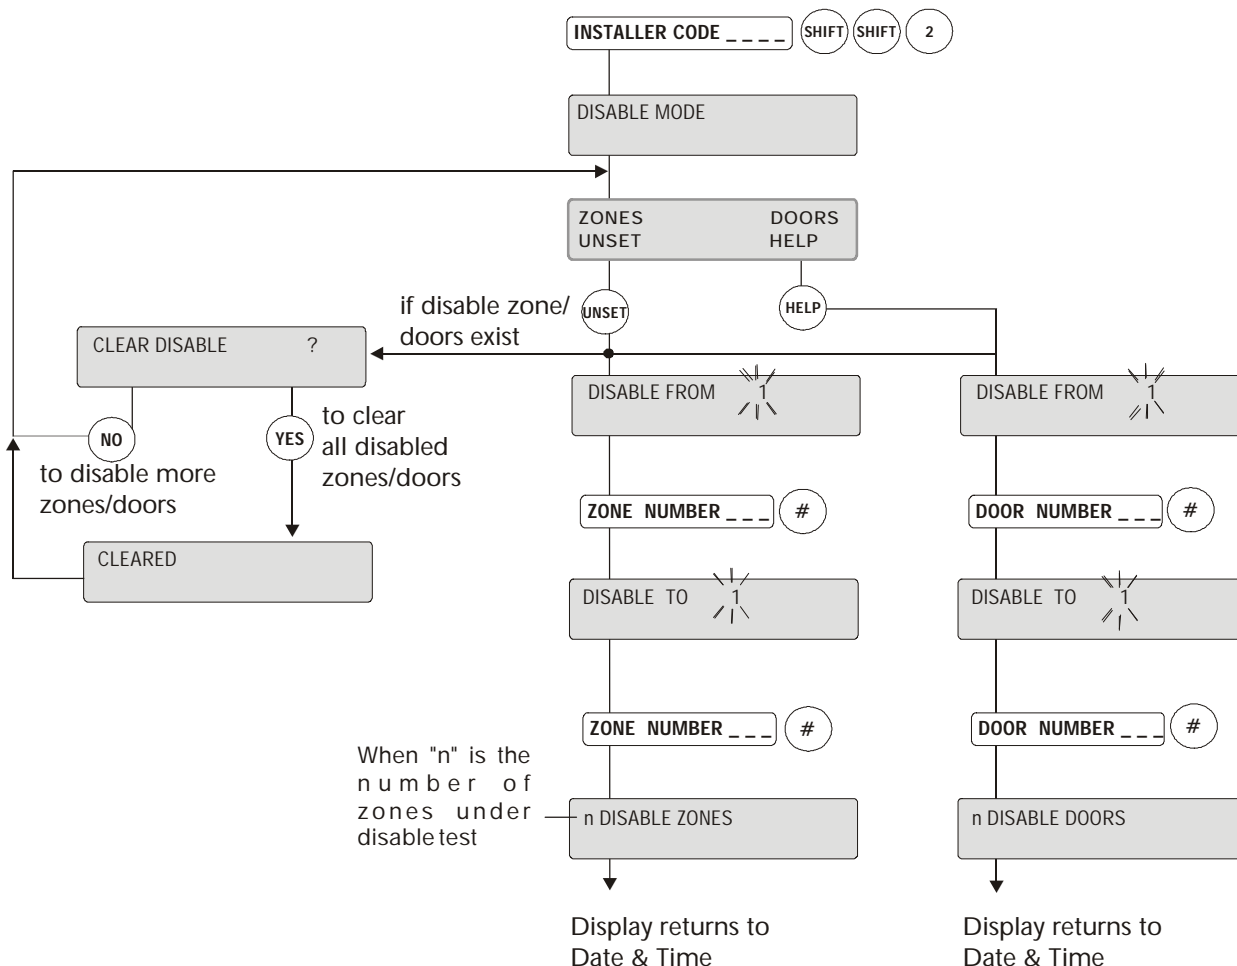 INSTALLER CODE _ _ _ _ SHIFT SHIFT 2
DISABLE MODE
ZONES DOORS
UNSET HELP
if disable zone/
doors exist
UNSET
HELP
CLEAR DISABLE ?
NO
to disable more
zones/doors
YES
to clear
all disabled
zones/doors
CLEARED
DISABLE FROM 1
ZONE NUMBER _ _ _ #
DISABLE TO 1
ZONE NUMBER _ _ _ #
When "n" is the
number of
zones under
disable test
n DISABLE ZONES
Display returns to
Date & Time
DISABLE FROM 1
DOOR NUMBER _ _ _ #
DISABLE TO 1
DOOR NUMBER _ _ _ #
n DISABLE DOORS
Display returns to
Date & Time